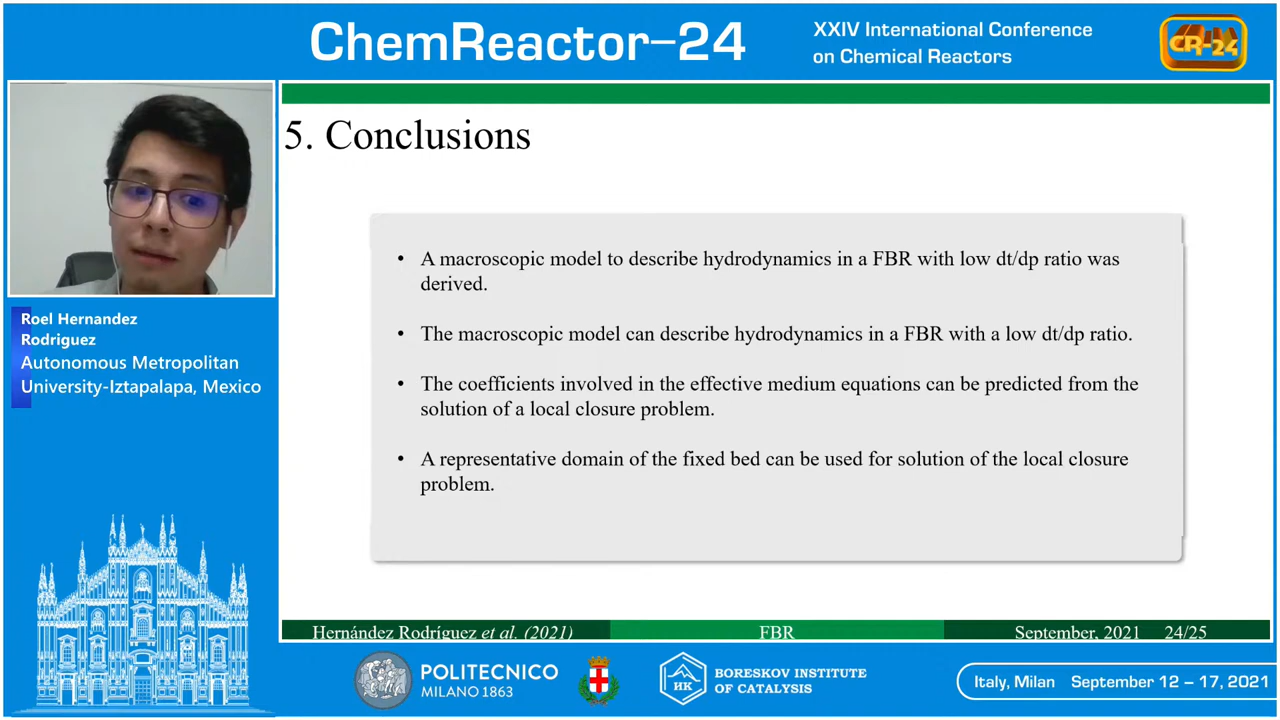 ChemReactor–24
XXIV International Conference
on Chemical Reactors
CR-24
5. Conclusions
• A macroscopic model to describe hydrodynamics in a FBR with low dt/dp ratio was
derived.
• The macroscopic model can describe hydrodynamics in a FBR with a low dt/dp ratio.
• The coefficients involved in the effective medium equations can be predicted from the
solution of a local closure problem.
• A representative domain of the fixed bed can be used for solution of the local closure
problem.
Roel Hernandez
Rodriguez
Autonomous Metropolitan
University-Iztapalapa, Mexico
Hernández Rodríguez et al. (2021)
FBR
September, 2021 24/25
POLITECNICO
MILANO 1863
НК
BORESKOV INSTITUTE
OF CATALYSIS
Italy, Milan September 12 – 17, 2021